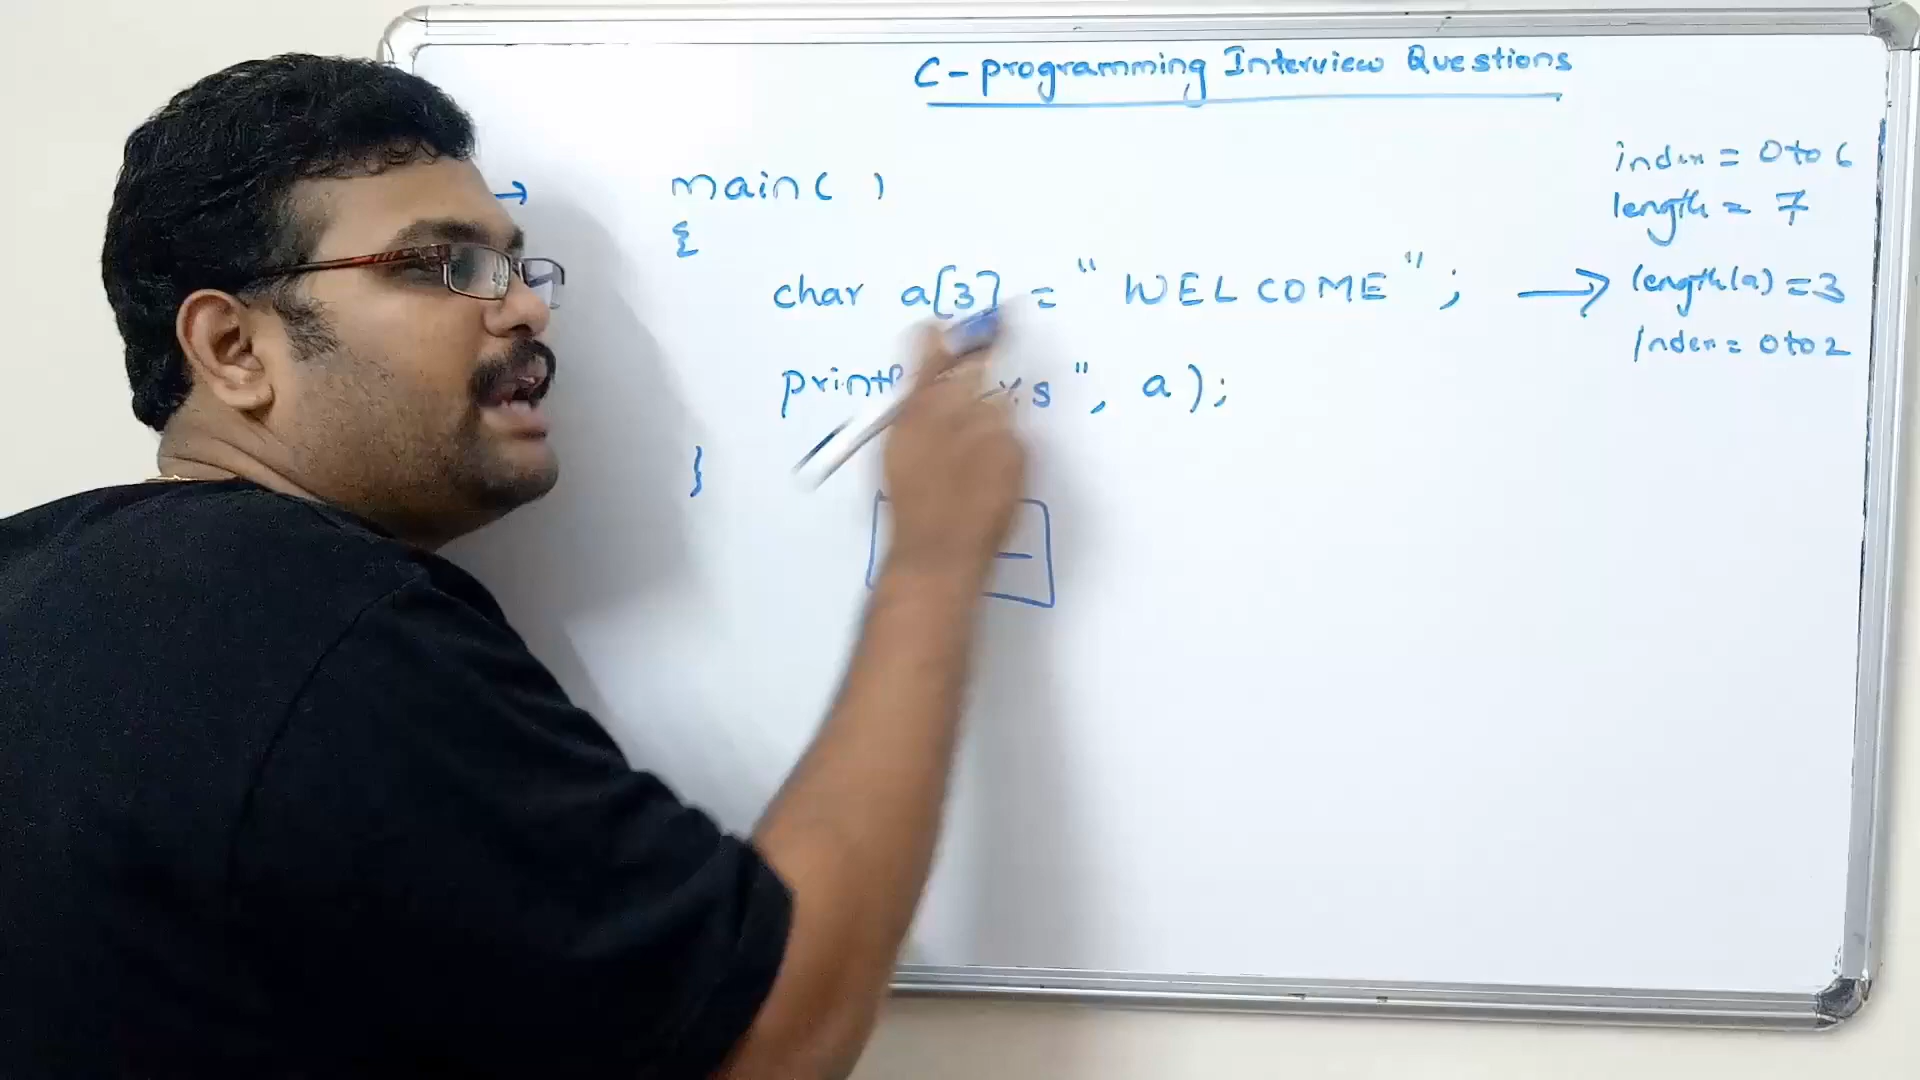 C-programming Interview Questions
index = 0 to 6
length = 7
→ main( )
{
char a[3] = "WELCOME"; → length(a) = 3
Index = 0 to 2
s", a);
}